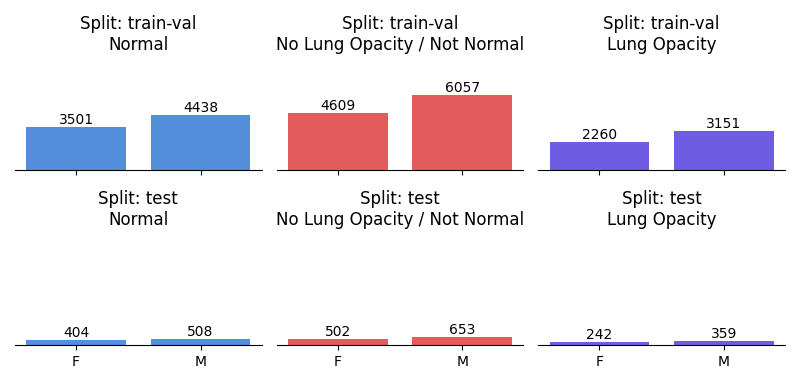 Split: train-val
Normal
Split: train-val
No Lung Opacity / Not Normal
Split: train-val
Lung Opacity
3501
4438
4609
6057
2260
3151
Split: test
Normal
Split: test
No Lung Opacity / Not Normal
Split: test
Lung Opacity
404
508
502
653
242
359
F
M
F
M
F
M